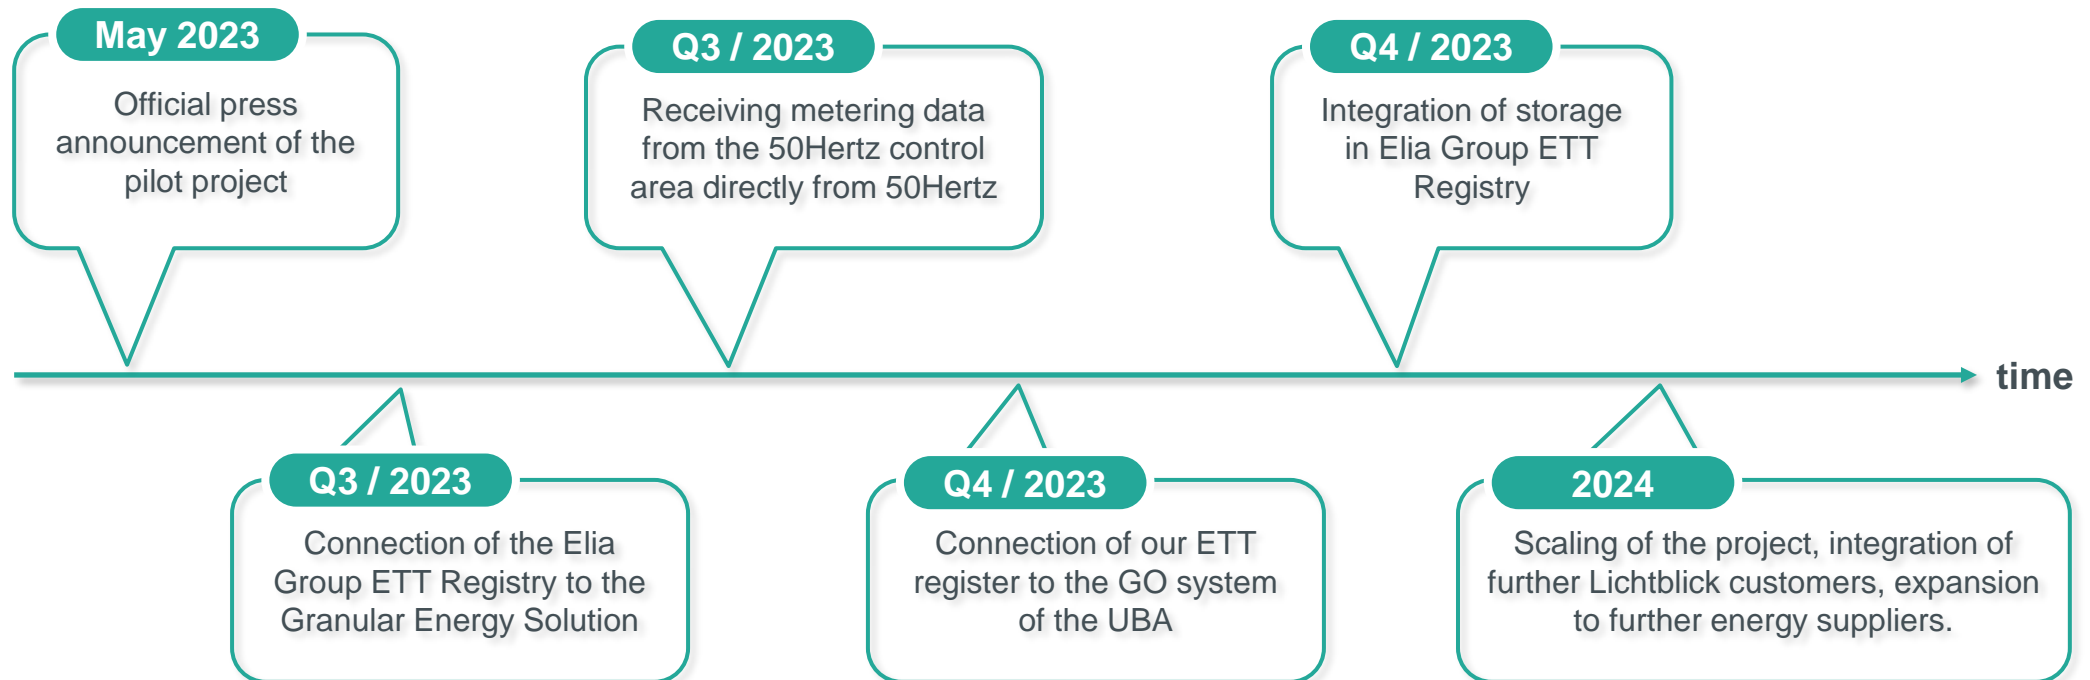 May 2023
Official press
announcement of the
pilot project
Q3 / 2023
Receiving metering data
from the 50Hertz control
area directly from 50Hertz
Q4 / 2023
Integration of storage
in Elia Group ETT
Registry
time
Q3 / 2023
Connection of the Elia
Group ETT Registry to the
Granular Energy Solution
Q4 / 2023
Connection of our ETT
register to the GO system
of the UBA
2024
Scaling of the project, integration of
further Lichtblick customers, expansion
to further energy suppliers.